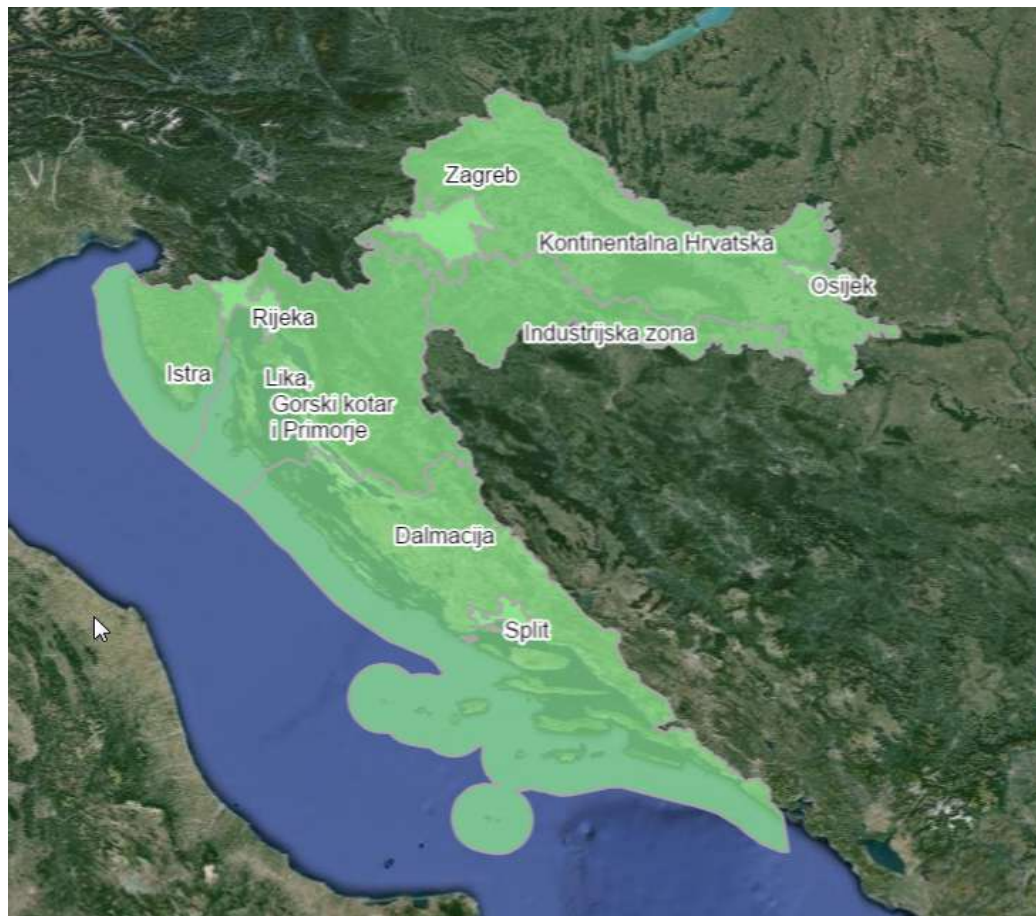 Zagreb
Kontinentalna Hrvatska
Osijek
Rijeka
Industrijska zona
Istra
Lika,
Gorski kotar
i Primorje
Dalmacija
Split